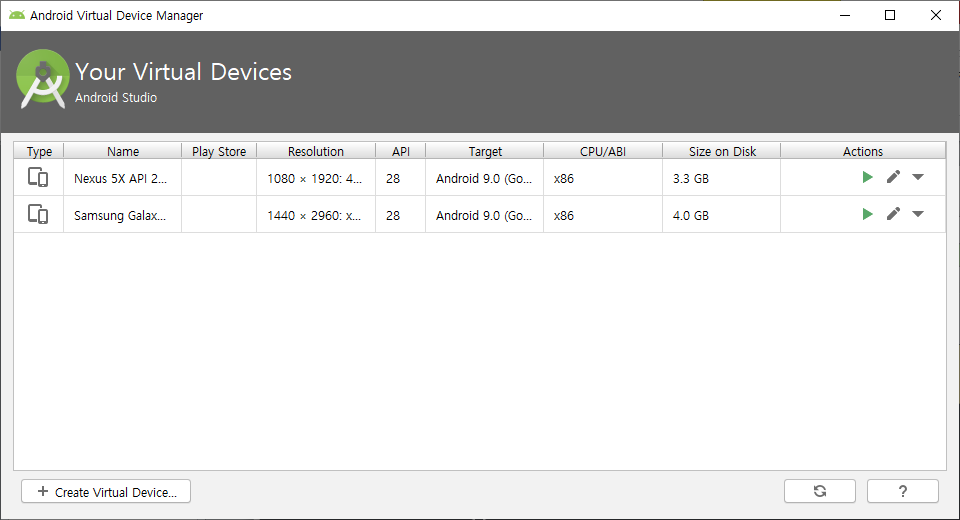 Android Virtual Device Manager
Your Virtual Devices
Android Studio
Type Name Play Store Resolution API Target CPU/ABI Size on Disk Actions
Nexus 5X API 2... 1080 × 1920: 4... 28 Android 9.0 (Go... x86 3.3 GB
Samsung Galax... 1440 × 2960: x... 28 Android 9.0 (Go... x86 4.0 GB
+ Create Virtual Device... ?